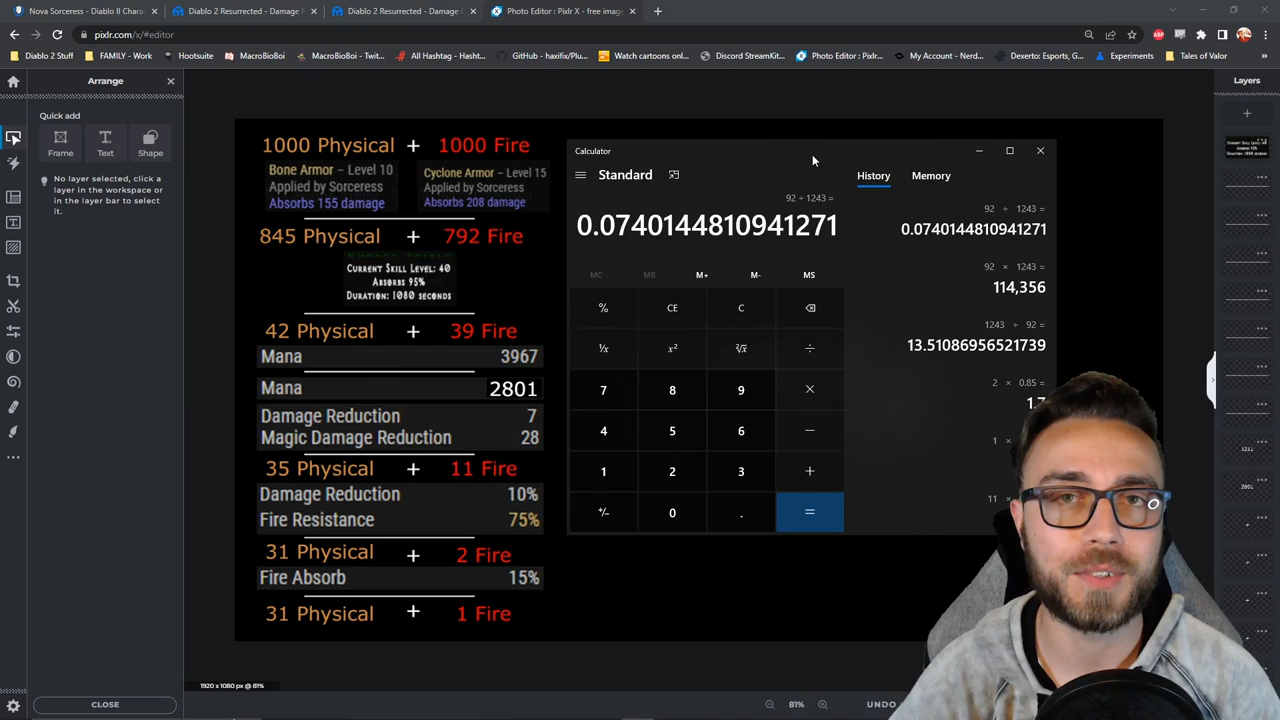 Nova Sorceress - Diablo II Chara
Diablo 2 Resurrected - Damage R
Diablo 2 Resurrected - Damage C
Photo Editor : Pixlr X - free imag
pixlr.com/x/#editor
Diablo 2 Stuff
FAMILY - Work
Hootsuite
MacroBioBoi
MacroBioBoi - Twit...
All Hashtag - Hasht...
GitHub - haxifix/Plu...
Watch cartoons onl...
Discord StreamKit...
Photo Editor : Pixlr...
My Account - Nerd...
Dexerto: Esports, G...
Experiments
Tales of Valor
Arrange
Quick add
Frame
Text
Shape
No layer selected, click a
layer in the workspace or
in the layer bar to select
it.
CLOSE
1000 Physical + 1000 Fire
Bone Armor – Level 10
Applied by Sorceress
Absorbs 155 damage
Cyclone Armor – Level 15
Applied by Sorceress
Absorbs 208 damage
845 Physical + 792 Fire
CURRENT SKILL LEVEL: 40
ABSORBS 95%
DURATION: 1080 SECONDS
42 Physical + 39 Fire
Mana 3967
Mana 2801
Damage Reduction 7
Magic Damage Reduction 28
35 Physical + 11 Fire
Damage Reduction 10%
Fire Resistance 75%
31 Physical + 2 Fire
Fire Absorb 15%
31 Physical + 1 Fire
Calculator
Standard
92 ÷ 1243 =
0.0740144810941271
MC MR M+ M- MS
% CE C
¹/x x² ²√x ÷
7 8 9 ×
4 5 6 −
1 2 3 +
+/- 0 . =
History Memory
92 ÷ 1243 =
0.0740144810941271
92 × 1243 =
114,356
1243 ÷ 92 =
13.51086956521739
2 × 0.85 =
1.7
1
11 ×
Layers
1211
2801
1920 x 1080 px @ 81%
81%
UNDO